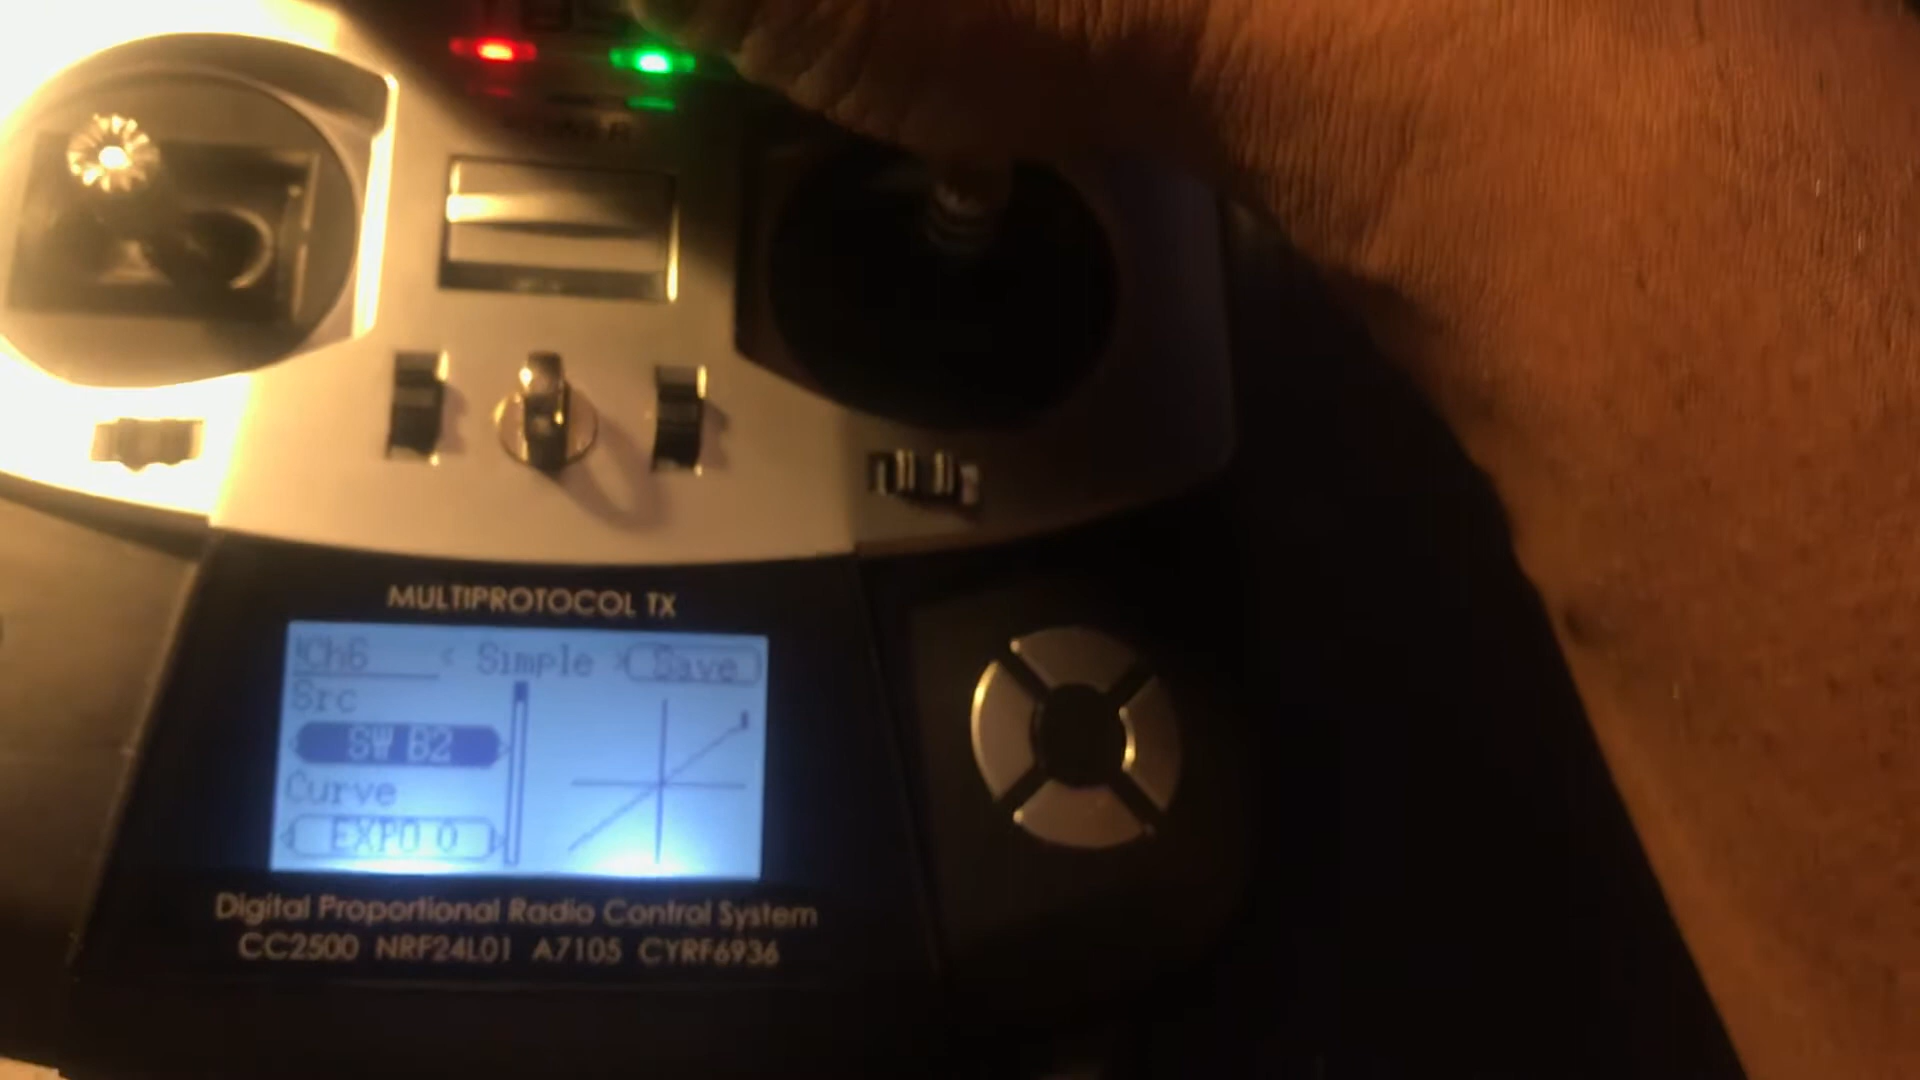 MULTIPROTOCOL TX
!Ch6 < Simple > Save
Src
SW B2
Curve
EXPO 0
Digital Proportional Radio Control System
CC2500 NRF24L01 A7105 CYRF6936